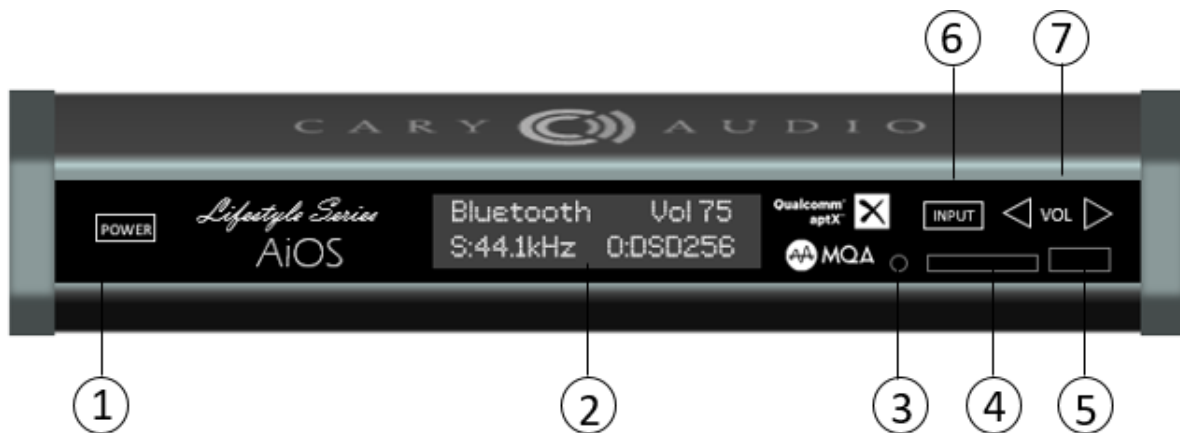 6 7
CARY AUDIO
POWER
Lifestyle Series
AiOS
Bluetooth Vol 75
S:44.1kHz O:DSD256
Qualcomm
aptX
MQA
INPUT
VOL
1 2 3 4 5